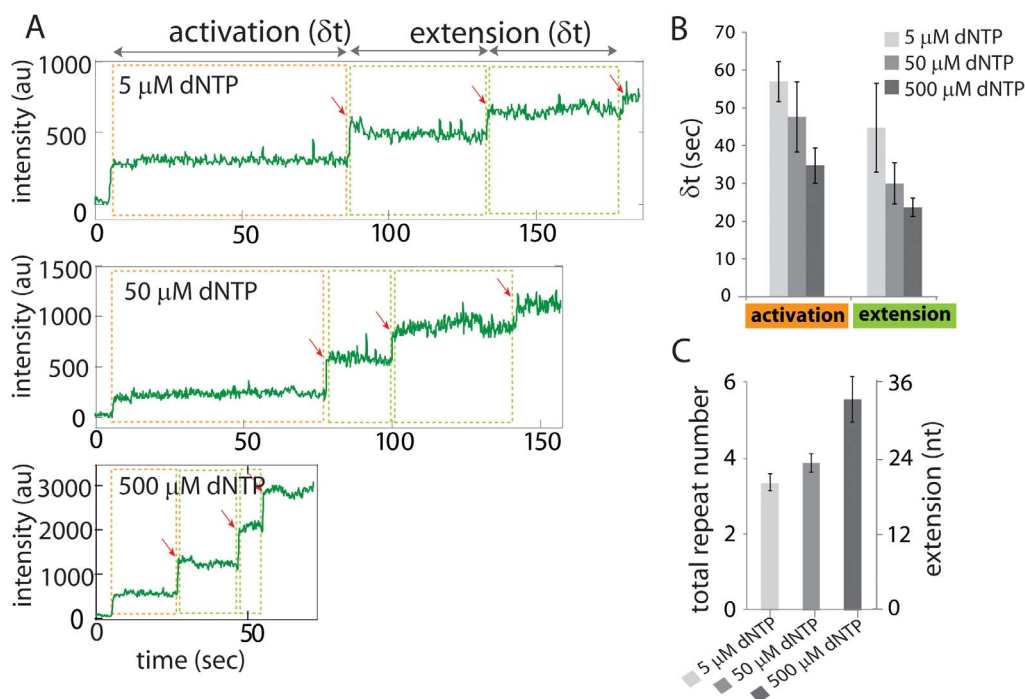 A
activation (δt) extension (δt)
1000
500
0
intensity (au)
5 µM dNTP
0 50 100 150
1500
1000
500
0
intensity (au)
50 µM dNTP
0 50 100 150
3000
2000
1000
0
intensity (au)
500 µM dNTP
0 50
time (sec)
B
70
60
50
40
30
20
10
0
δt (sec)
5 µM dNTP
50 µM dNTP
500 µM dNTP
activation extension
C
6
4
2
0
total repeat number
36
24
12
0
extension (nt)
5 µM dNTP
50 µM dNTP
500 µM dNTP